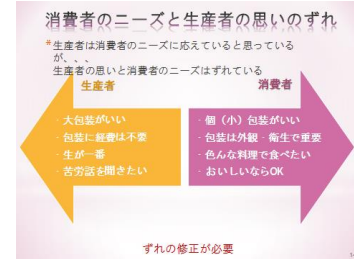 消費者のニーズと生産者の思いのずれ
*生産者は消費者のニーズに応えていると思っている
が、、、
生産者の思いと消費者のニーズはずれている
生産者
・大包装がいい
・包装に経費は不要
・生が一番
・苦労話を聞きたい
消費者
・個（小）包装がいい
・包装は外観・衛生で重要
・色んな料理で食べたい
・おいしいならOK
ずれの修正が必要